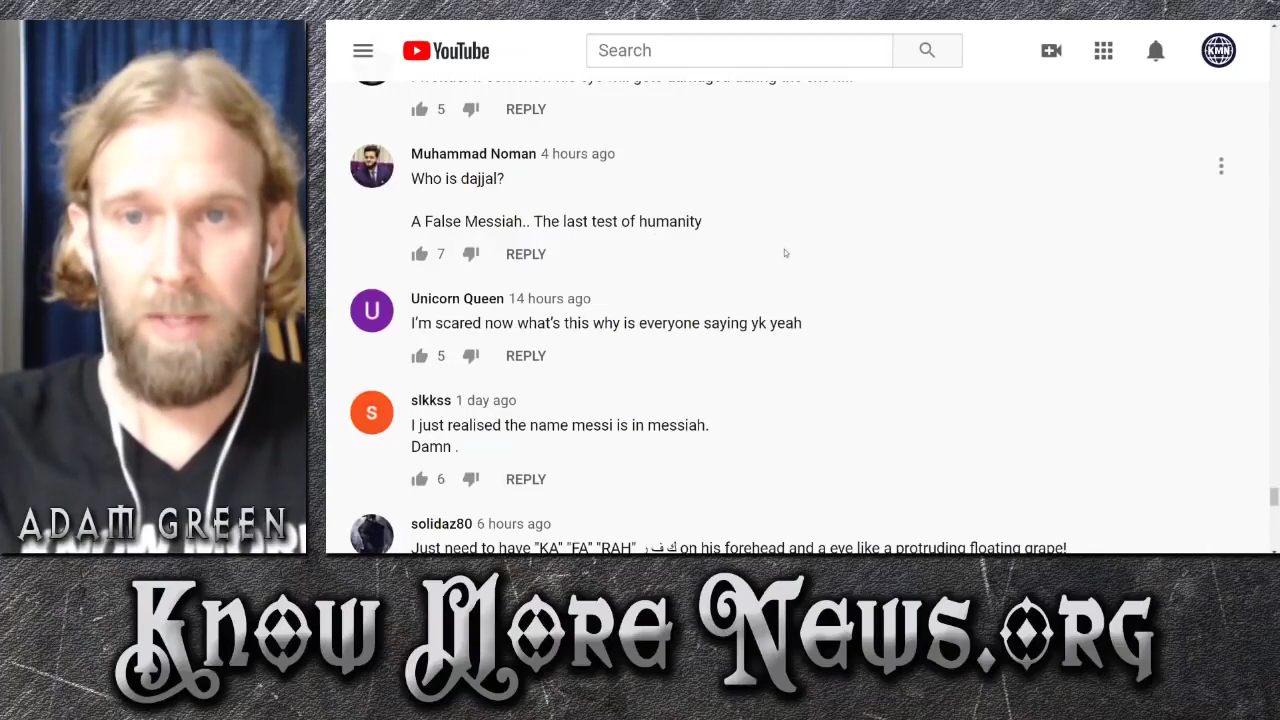 YouTube
Search
KMN
5 REPLY
Muhammad Noman 4 hours ago
Who is dajjal?
A False Messiah.. The last test of humanity
7 REPLY
U
Unicorn Queen 14 hours ago
I'm scared now what's this why is everyone saying yk yeah
5 REPLY
S
slkkss 1 day ago
I just realised the name messi is in messiah.
Damn .
6 REPLY
solidaz80 6 hours ago
Just need to have "KA" "FA" "RAH" ك ف ر on his forehead and a eye like a protruding floating grape!
ADAM GREEN
Know More News.org